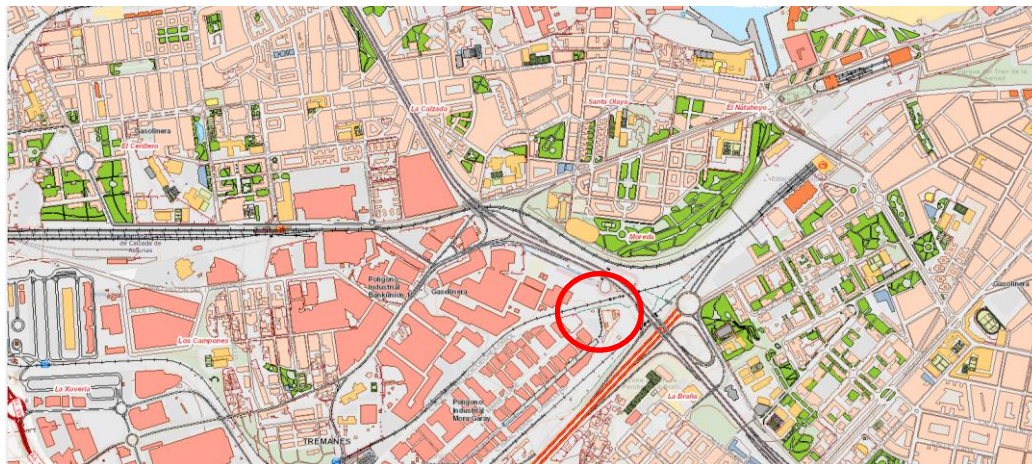 La Calzada
Santa Olaya
El Natahoyo
Gasolinera
El Cerillero
Moreda
de Calzada de
Asturias
Polígono
Industrial
Bankunión
Gasolinera
Gasolinera
Los Campones
La Xuvería
La Braña
Polígono
Industrial
Mora Garay
TREMAÑES